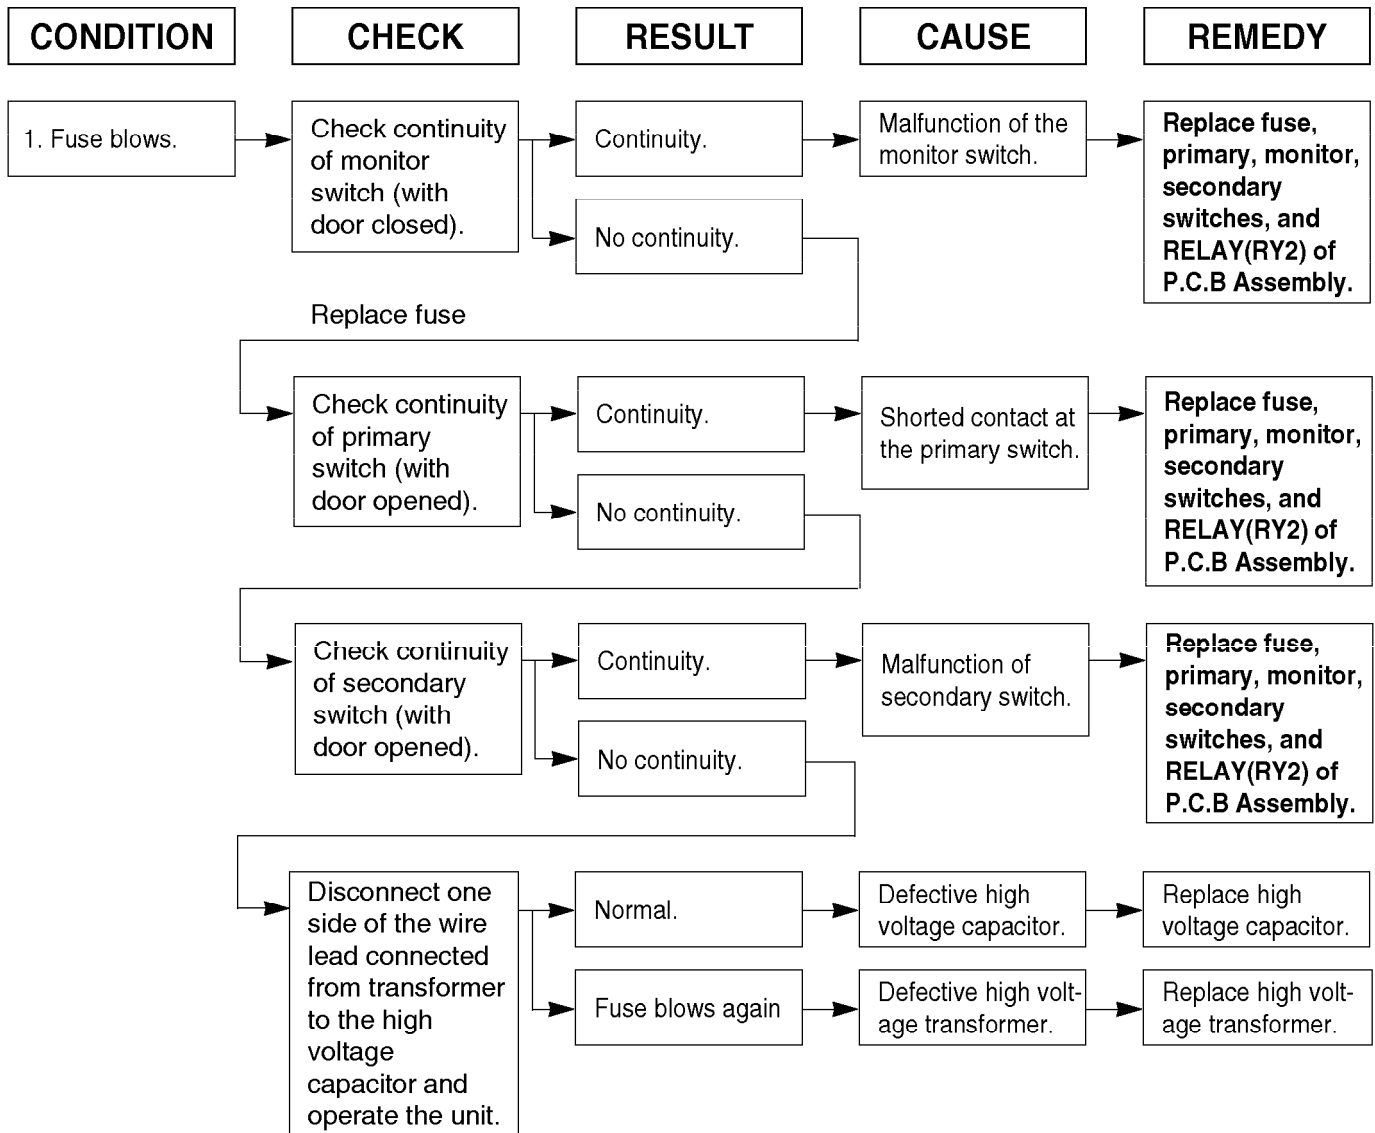 CONDITION
CHECK
RESULT
CAUSE
REMEDY
1. Fuse blows.
Check continuity
of monitor
switch (with
door closed).
Continuity.
Malfunction of the
monitor switch.
Replace fuse,
primary, monitor,
secondary
switches, and
RELAY(RY2) of
P.C.B Assembly.
No continuity.
Replace fuse
Check continuity
of primary
switch (with
door opened).
Continuity.
Shorted contact at
the primary switch.
Replace fuse,
primary, monitor,
secondary
switches, and
RELAY(RY2) of
P.C.B Assembly.
No continuity.
Check continuity
of secondary
switch (with
door opened).
Continuity.
Malfunction of
secondary switch.
Replace fuse,
primary, monitor,
secondary
switches, and
RELAY(RY2) of
P.C.B Assembly.
No continuity.
Disconnect one
side of the wire
lead connected
from transformer
to the high
voltage
capacitor and
operate the unit.
Normal.
Defective high
voltage capacitor.
Replace high
voltage capacitor.
Fuse blows again
Defective high volt-
age transformer.
Replace high volt-
age transformer.